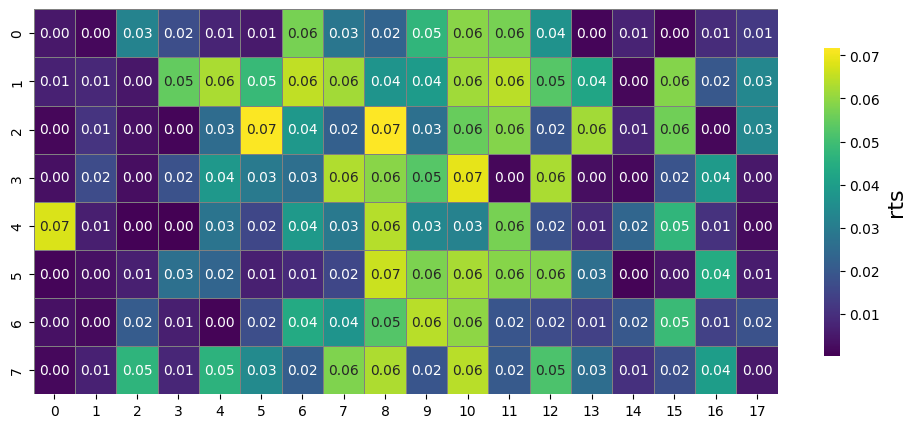 0 0.00 0.00 0.03 0.02 0.01 0.01 0.06 0.03 0.02 0.05 0.06 0.06 0.04 0.00 0.01 0.00 0.01 0.01
1 0.01 0.01 0.00 0.05 0.06 0.05 0.06 0.06 0.04 0.04 0.06 0.06 0.05 0.04 0.00 0.06 0.02 0.03
2 0.00 0.01 0.00 0.00 0.03 0.07 0.04 0.02 0.07 0.03 0.06 0.06 0.02 0.06 0.01 0.06 0.00 0.03
3 0.00 0.02 0.00 0.02 0.04 0.03 0.03 0.06 0.06 0.05 0.07 0.00 0.06 0.00 0.00 0.02 0.04 0.00
4 0.07 0.01 0.00 0.00 0.03 0.02 0.04 0.03 0.06 0.03 0.03 0.06 0.02 0.01 0.02 0.05 0.01 0.00
5 0.00 0.00 0.01 0.03 0.02 0.01 0.01 0.02 0.07 0.06 0.06 0.06 0.06 0.03 0.00 0.00 0.04 0.01
6 0.00 0.00 0.02 0.01 0.00 0.02 0.04 0.04 0.05 0.06 0.06 0.02 0.02 0.01 0.02 0.05 0.01 0.02
7 0.00 0.01 0.05 0.01 0.05 0.03 0.02 0.06 0.06 0.02 0.06 0.02 0.05 0.03 0.01 0.02 0.04 0.00
0 1 2 3 4 5 6 7 8 9 10 11 12 13 14 15 16 17
0.07
0.06
0.05
0.04
0.03
0.02
0.01
rts